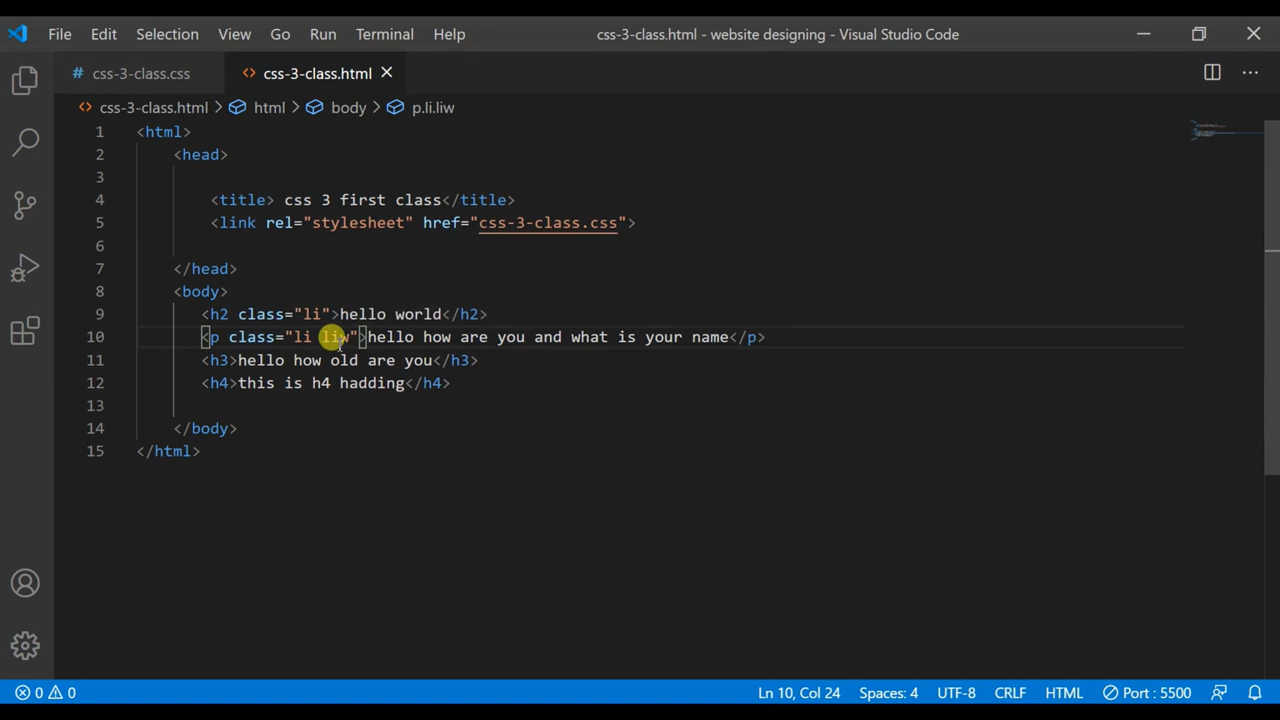 File Edit Selection View Go Run Terminal Help css-3-class.html - website designing - Visual Studio Code
# css-3-class.css <> css-3-class.html
<> css-3-class.html > html > body > p.li.liw
1 <html>
2 <head>
3
4 <title> css 3 first class</title>
5 <link rel="stylesheet" href="css-3-class.css">
6
7 </head>
8 <body>
9 <h2 class="li">hello world</h2>
10 <p class="li liw">hello how are you and what is your name</p>
11 <h3>hello how old are you</h3>
12 <h4>this is h4 hadding</h4>
13
14 </body>
15 </html>
0 0 Ln 10, Col 24 Spaces: 4 UTF-8 CRLF HTML Port : 5500